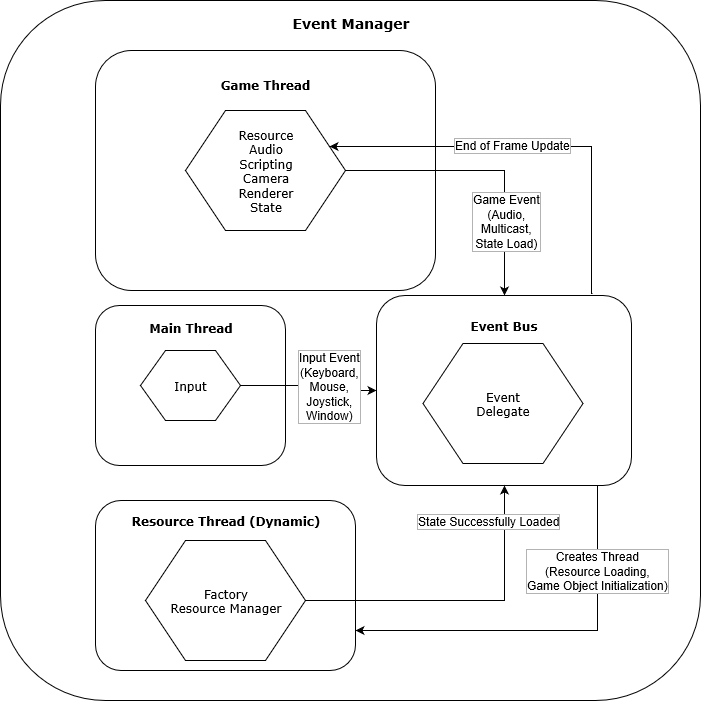 Event Manager
Game Thread
Resource
Audio
Scripting
Camera
Renderer
State
End of Frame Update
Game Event
(Audio,
Multicast,
State Load)
Main Thread
Input
Input Event
(Keyboard,
Mouse,
Joystick,
Window)
Event Bus
Event
Delegate
Resource Thread (Dynamic)
Factory
Resource Manager
State Successfully Loaded
Creates Thread
(Resource Loading,
Game Object Initialization)